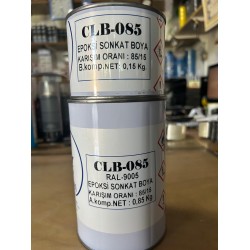 CLB-085
EPOKSİ SONKAT BOYA
KARIŞIM ORANI : 85/15
B.komp.NET : 0,15 Kg
CLB-085
RAL-9005
EPOKSİ SONKAT BOYA
KARIŞIM ORANI : 85/15
A.komp.NET : 0,85 Kg